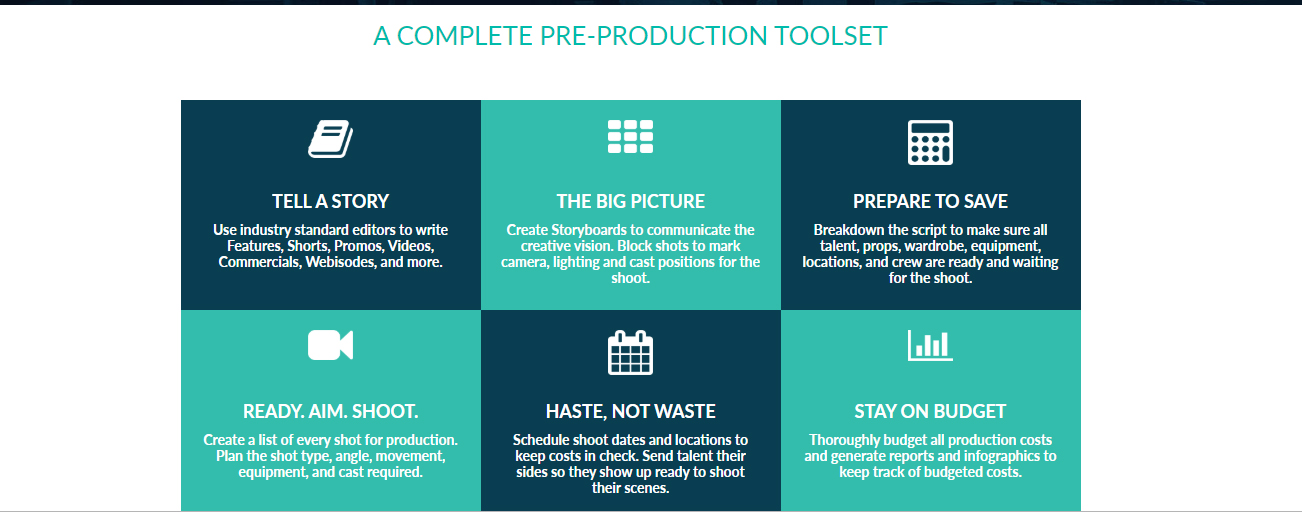 A COMPLETE PRE-PRODUCTION TOOLSET
TELL A STORY
Use industry standard editors to write
Features, Shorts, Promos, Videos,
Commercials, Webisodes, and more.
THE BIG PICTURE
Create Storyboards to communicate the
creative vision. Block shots to mark
camera, lighting and cast positions for the
shoot.
PREPARE TO SAVE
Breakdown the script to make sure all
talent, props, wardrobe, equipment,
locations, and crew are ready and waiting
for the shoot.
READY. AIM. SHOOT.
Create a list of every shot for production.
Plan the shot type, angle, movement,
equipment, and cast required.
HASTE, NOT WASTE
Schedule shoot dates and locations to
keep costs in check. Send talent their
sides so they show up ready to shoot
their scenes.
STAY ON BUDGET
Thoroughly budget all production costs
and generate reports and infographics to
keep track of budgeted costs.